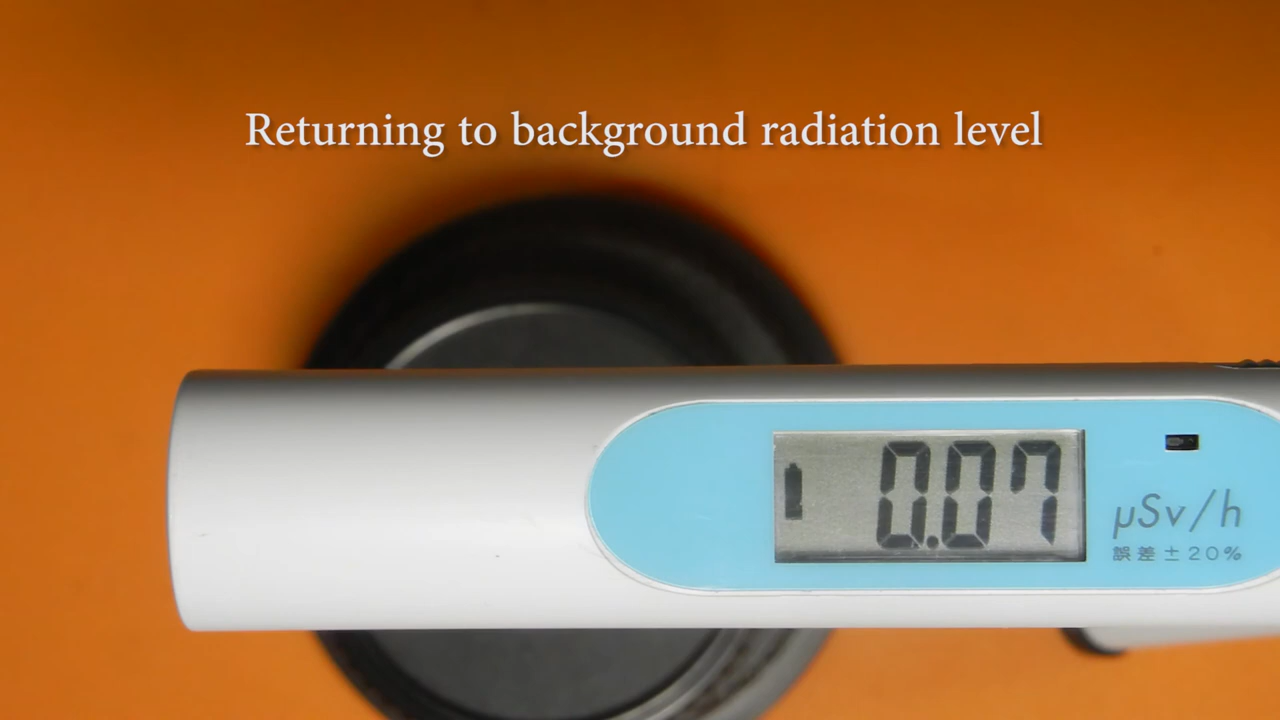 Returning to background radiation level
0.07
μSv/h
誤差±20%